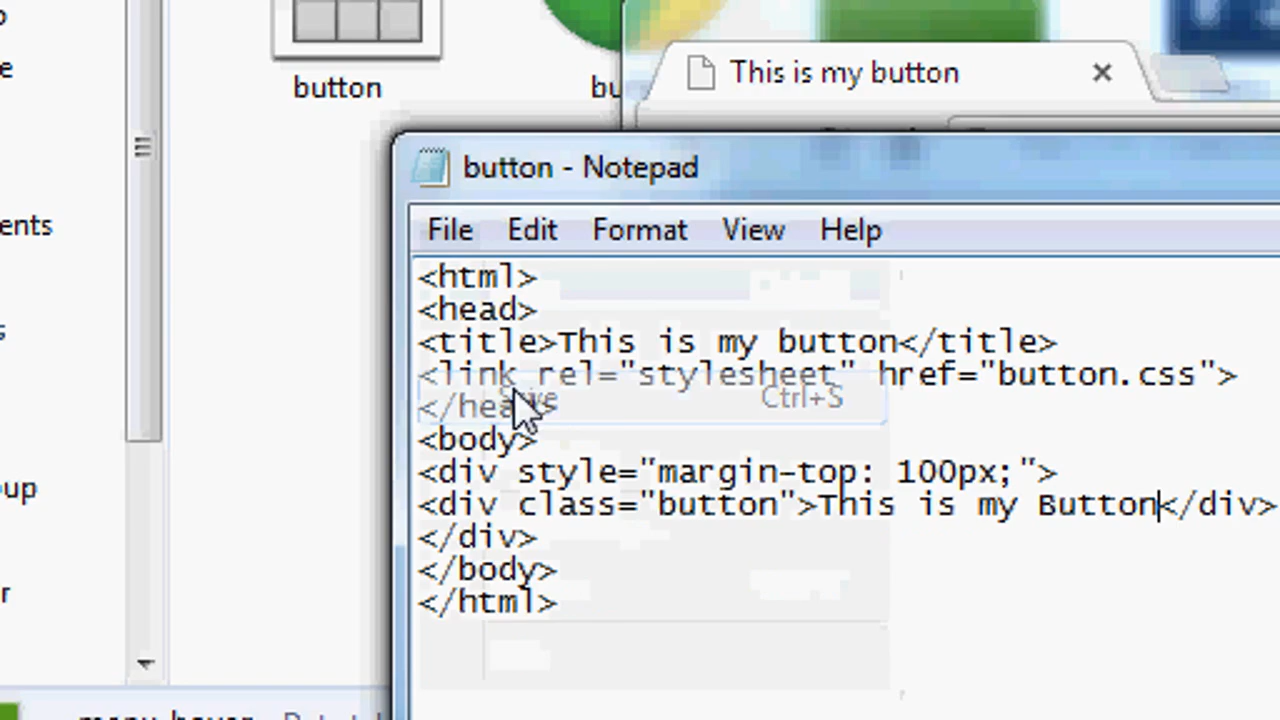 button
bu
This is my button
button - Notepad
File Edit Format View Help
<html>
<head>
<title>This is my button</title>
<link rel="stylesheet" href="button.css">
</head>
Save Ctrl+S
<body>
<div style="margin-top: 100px;">
<div class="button">This is my Button</div>
</div>
</body>
</html>
ents
up
r
e
s